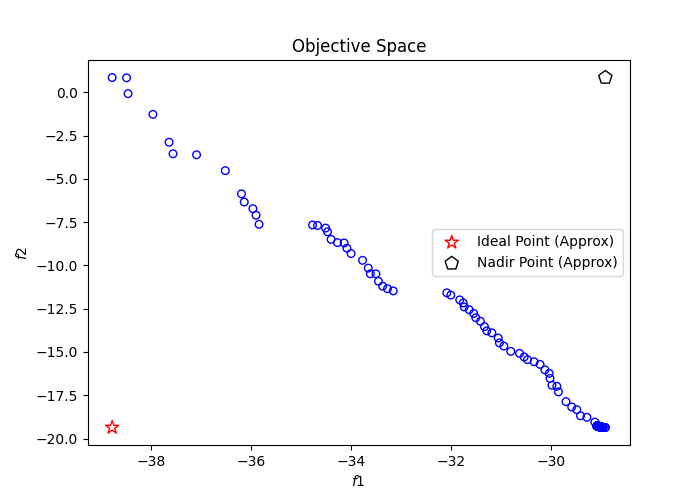 Objective Space
0.0
−2.5
−5.0
−7.5
−10.0
−12.5
−15.0
−17.5
−20.0
f2
Ideal Point (Approx)
Nadir Point (Approx)
−38 −36 −34 −32 −30
f1